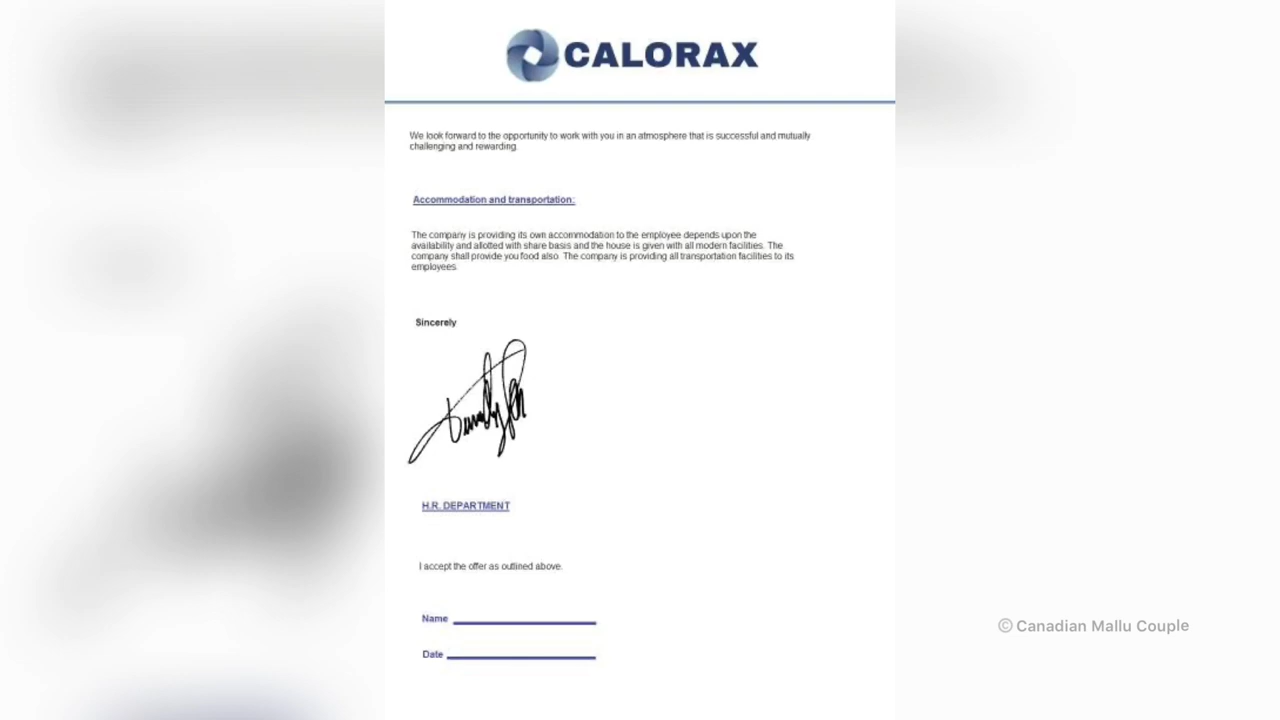 CALORAX
We look forward to the opportunity to work with you in an atmosphere that is successful and mutually
challenging and rewarding.
Accommodation and transportation:
The company is providing its own accommodation to the employee depends upon the
availability and allotted with share basis and the house is given with all modern facilities. The
company shall provide you food also. The company is providing all transportation facilities to its
employees.
Sincerely
H.R. DEPARTMENT
I accept the offer as outlined above.
Name
Date
© Canadian Mallu Couple